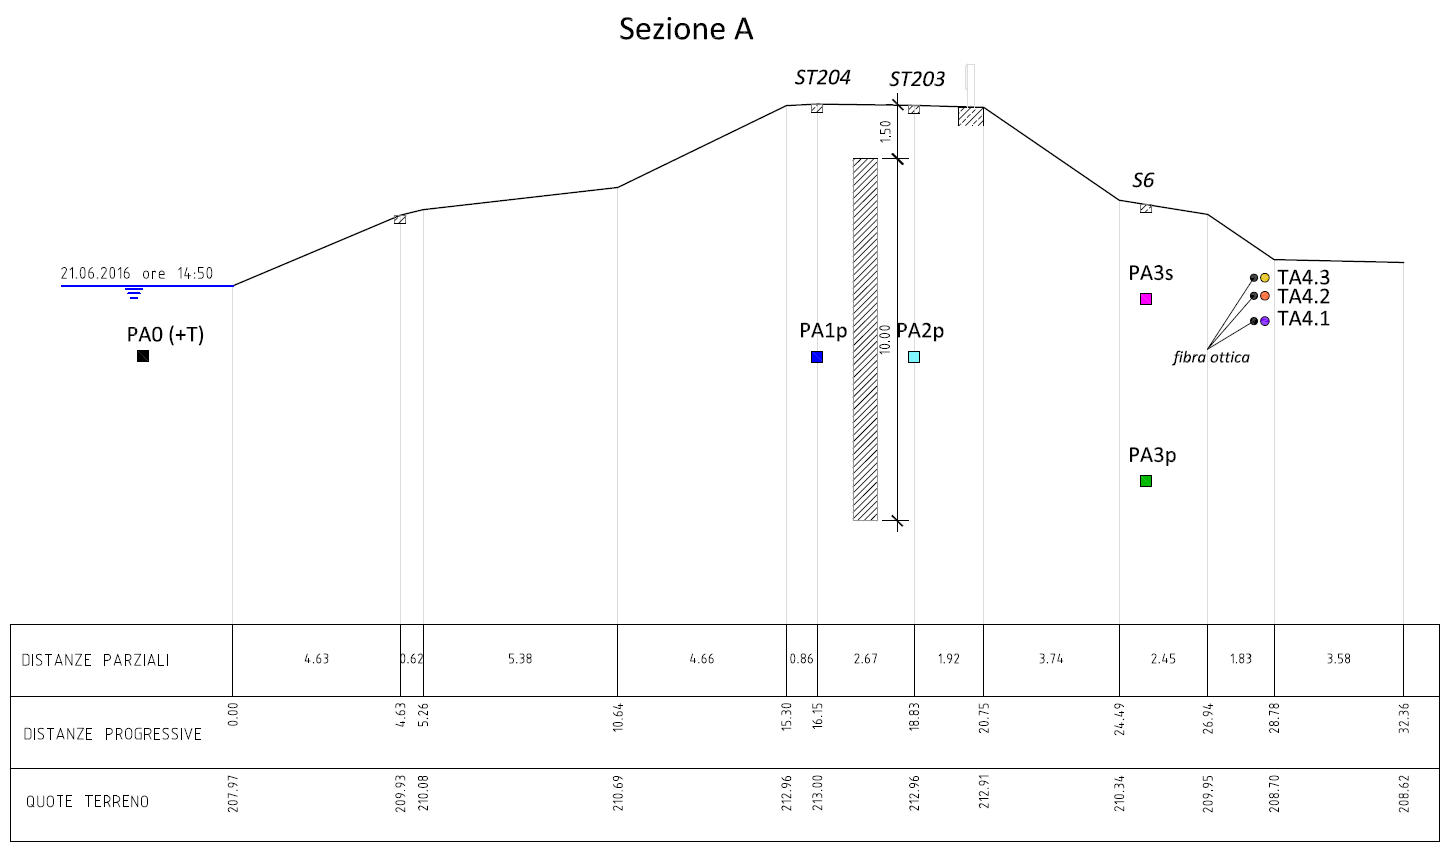 Sezione A
ST204 ST203
1.50
S6
21.06.2016 ore 14:50
PA3s
TA4.3
TA4.2
TA4.1
PA0 (+T)
PA1p
10.00
PA2p
fibra ottica
PA3p
DISTANZE PARZIALI 4.63 0.62 5.38 4.66 0.86 2.67 1.92 3.74 2.45 1.83 3.58
DISTANZE PROGRESSIVE 0.00 4.63 5.26 10.64 15.30 16.15 18.83 20.75 24.49 26.94 28.78 32.36
QUOTE TERRENO 207.97 209.93 210.08 210.69 212.96 213.00 212.96 212.91 210.34 209.95 208.70 208.62